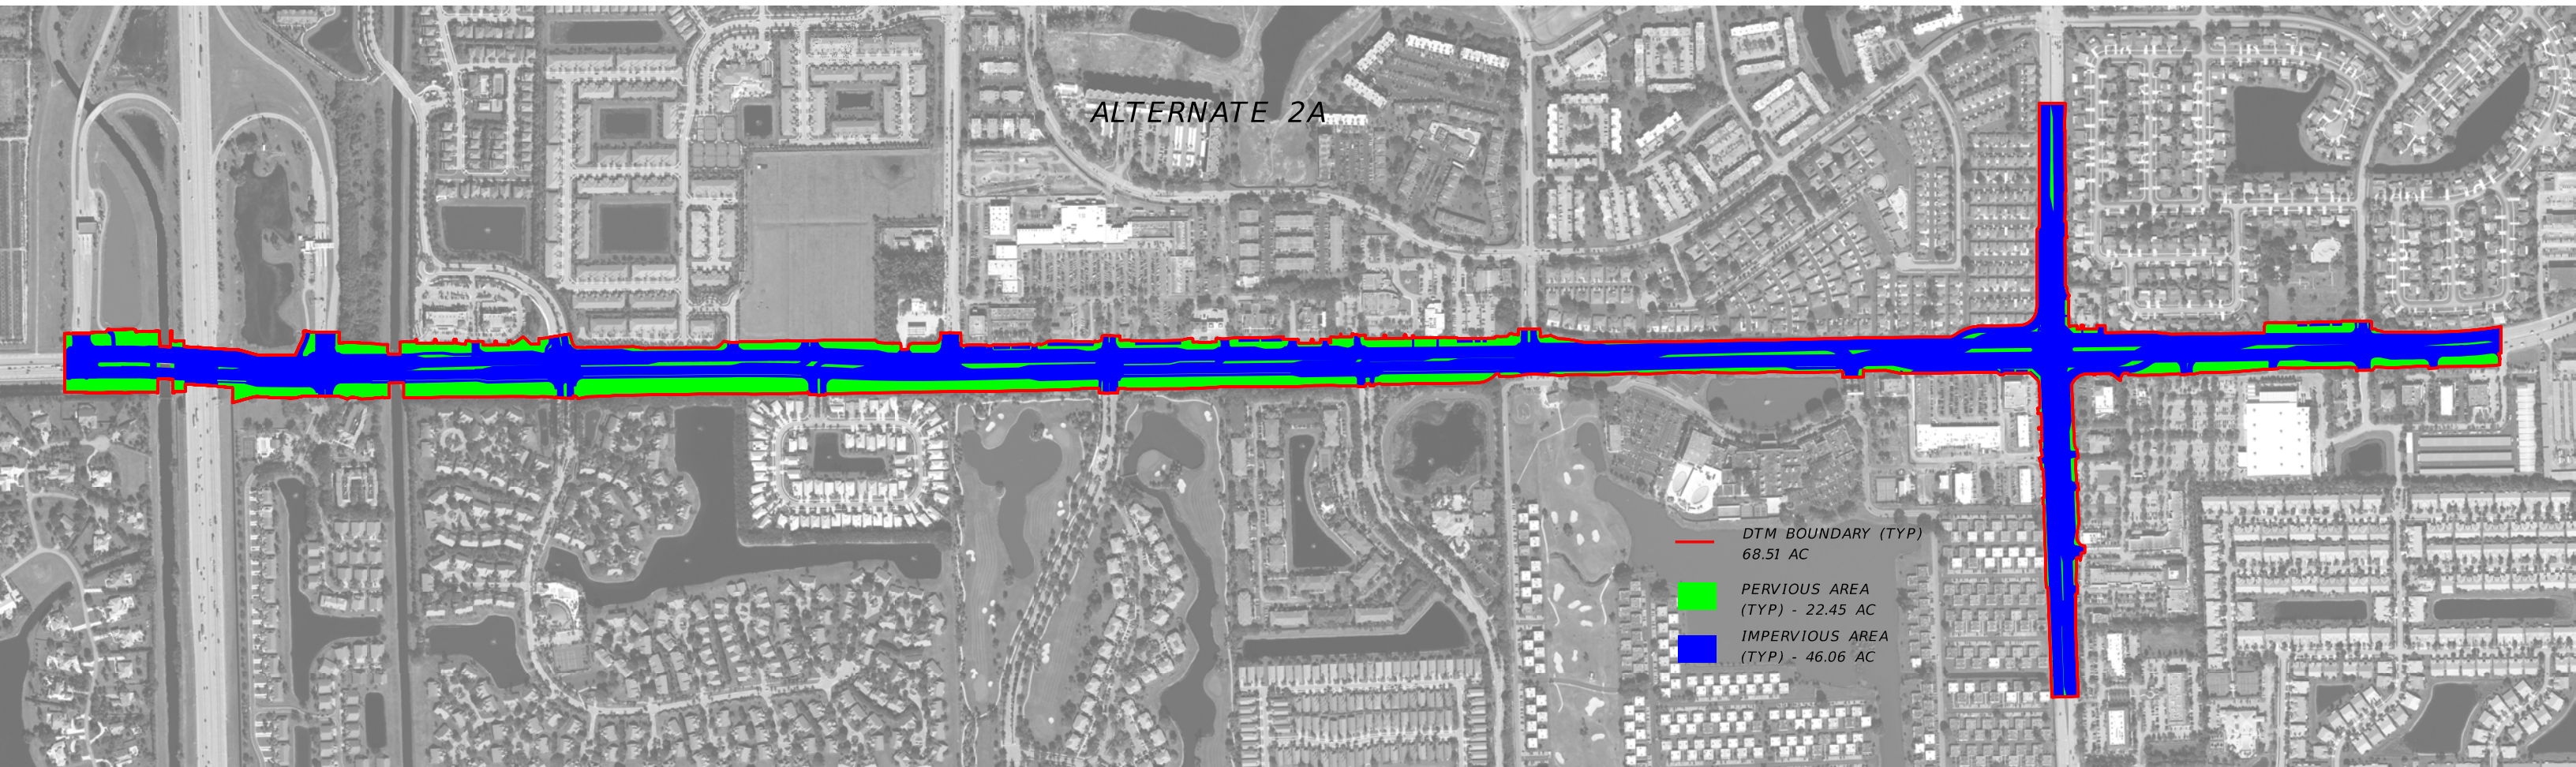 ALTERNATE 2A
DTM BOUNDARY (TYP)
68.51 AC
PERVIOUS AREA
(TYP) - 22.45 AC
IMPERVIOUS AREA
(TYP) - 46.06 AC